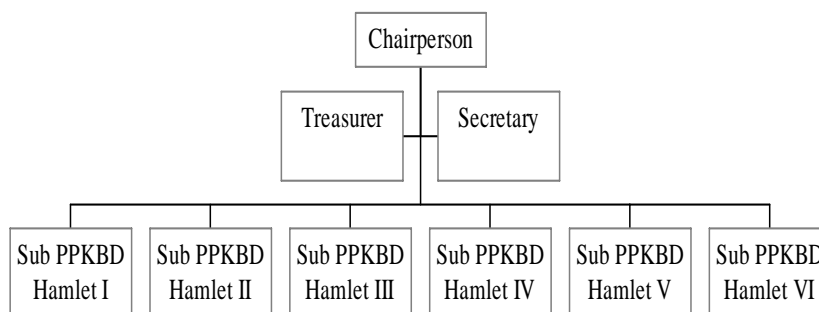 Chairperson
Treasurer
Secretary
Sub PPKBD
Hamlet I
Sub PPKBD
Hamlet II
Sub PPKBD
Hamlet III
Sub PPKBD
Hamlet IV
Sub PPKBD
Hamlet V
Sub PPKBD
Hamlet VI